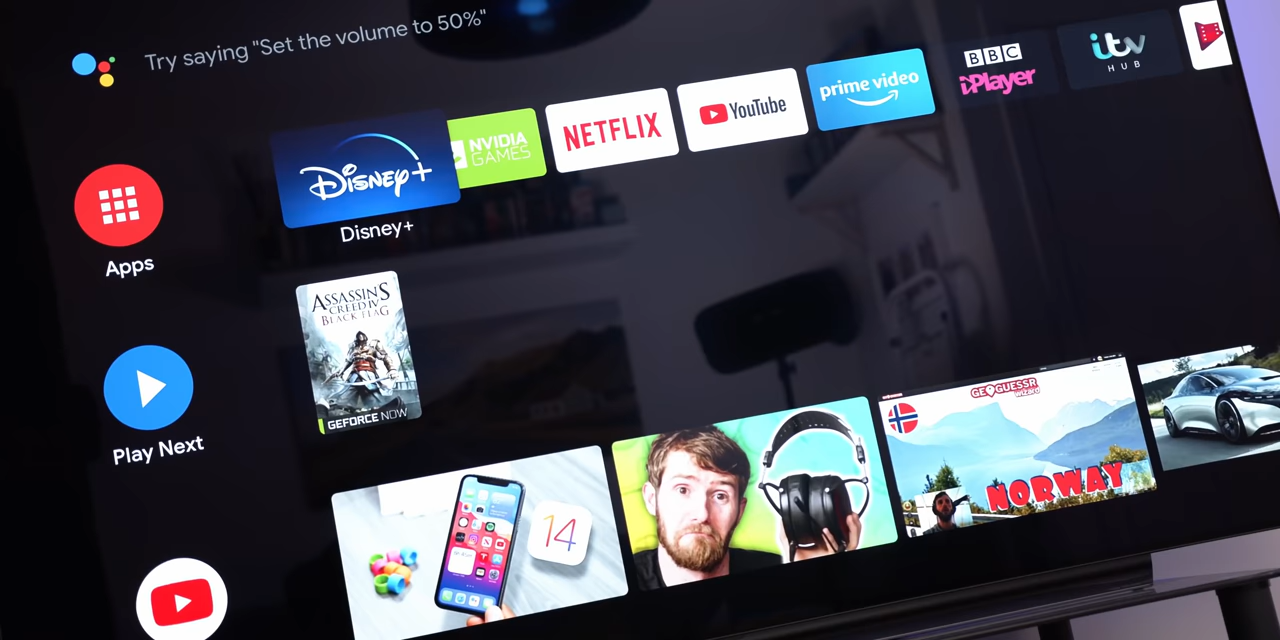 Try saying "Set the volume to 50%"
DISNEY+
NVIDIA
GAMES
NETFLIX
YouTube
prime video
BBC
iPLAYER
itv
HUB
Disney+
Apps
ASSASSIN'S
CREED IV
BLACK FLAG
GEFORCE NOW
Play Next
14
GEOGUESSR
Wizard
NORWAY